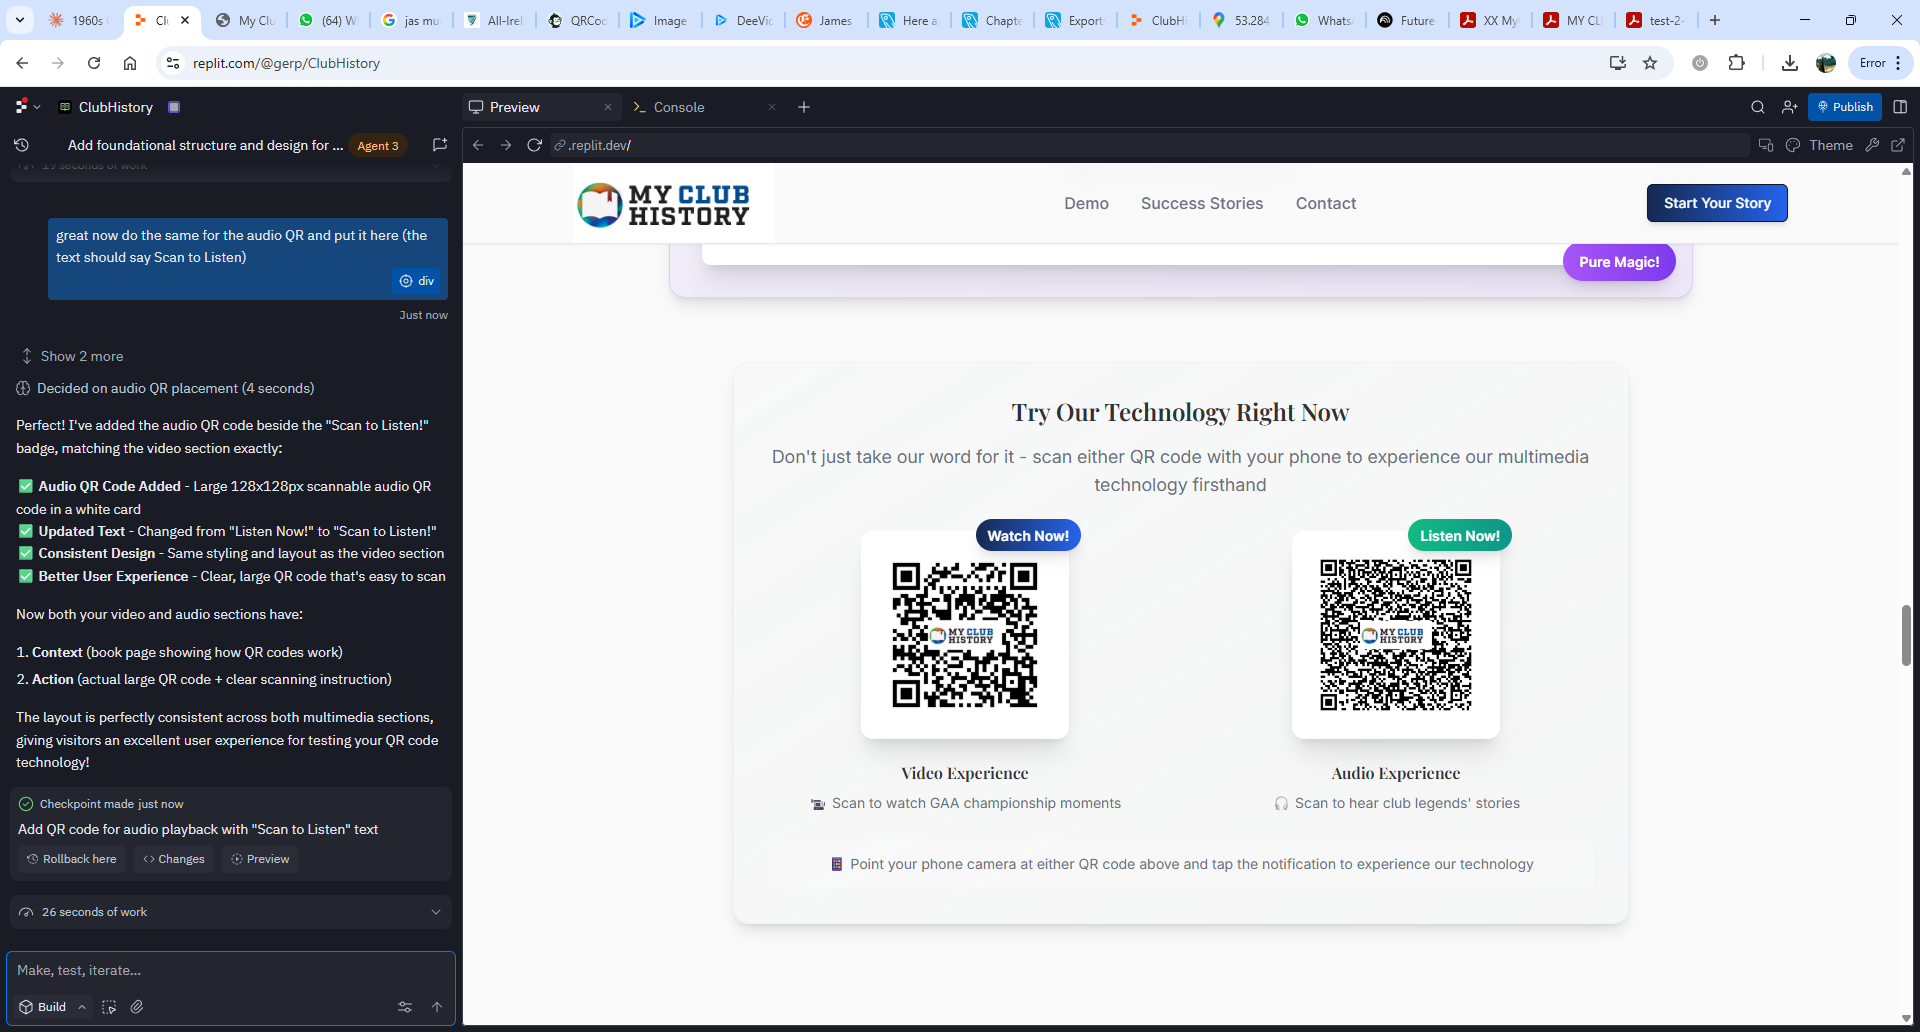 1960s
Clu
My Clu
(64) W
jas mu
All-Irel
QRCod
Image
DeeVid
James
Here a
Chapte
Export
ClubHi
53.284
Whats
Future
XX My
MY CLU
test-2-
replit.com/@gerp/ClubHistory
Error
ClubHistory
Preview
Console
Publish
Add foundational structure and design for ...
Agent 3
.replit.dev/
Theme
19 seconds of work
great now do the same for the audio QR and put it here (the
text should say Scan to Listen)
div
Just now
Show 2 more
Decided on audio QR placement (4 seconds)
Perfect! I've added the audio QR code beside the "Scan to Listen!"
badge, matching the video section exactly:
✅ Audio QR Code Added - Large 128x128px scannable audio QR
code in a white card
✅ Updated Text - Changed from "Listen Now!" to "Scan to Listen!"
✅ Consistent Design - Same styling and layout as the video section
✅ Better User Experience - Clear, large QR code that's easy to scan
Now both your video and audio sections have:
1. Context (book page showing how QR codes work)
2. Action (actual large QR code + clear scanning instruction)
The layout is perfectly consistent across both multimedia sections,
giving visitors an excellent user experience for testing your QR code
technology!
Checkpoint made just now
Add QR code for audio playback with "Scan to Listen" text
Rollback here
Changes
Preview
26 seconds of work
Make, test, iterate...
Build
MY CLUB
HISTORY
Demo
Success Stories
Contact
Start Your Story
Pure Magic!
Try Our Technology Right Now
Don't just take our word for it - scan either QR code with your phone to experience our multimedia
technology firsthand
Watch Now!
MY CLUB
HISTORY
Video Experience
Scan to watch GAA championship moments
Listen Now!
MY CLUB
HISTORY
Audio Experience
Scan to hear club legends' stories
Point your phone camera at either QR code above and tap the notification to experience our technology